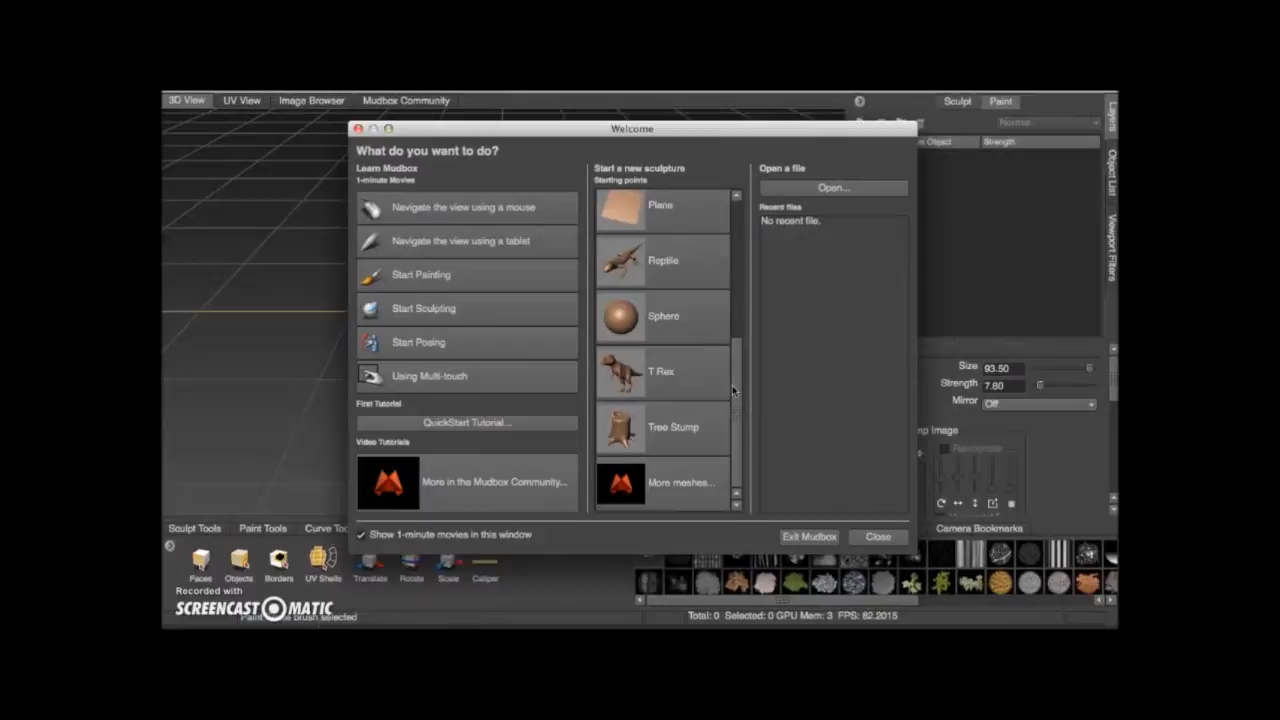 3D View UV View Image Browser Mudbox Community Sculpt Paint
Welcome
Normal
Layers
Object List
Viewport Filters
What do you want to do?
Learn Mudbox
1-minute Movies
Navigate the view using a mouse
Navigate the view using a tablet
Start Painting
Start Sculpting
Start Posing
Using Multi-touch
First Tutorial
QuickStart Tutorial...
Video Tutorials
More in the Mudbox Community...
Start a new sculpture
Starting points
Plane
Reptile
Sphere
T Rex
Tree Stump
More meshes...
Open a file
Open...
Recent files
No recent file.
Show 1-minute movies in this window
Exit Mudbox Close
Object Strength
Size 93.50
Strength 7.80
Mirror Off
Image
Camera Bookmarks
Sculpt Tools Paint Tools Curve
Faces Objects Borders UV Shells Translate Rotate Scale Caliper
Recorded with
SCREENCAST-O-MATIC
selected
Total: 0 Selected: 0 GPU Mem: 3 FPS: 82.2015